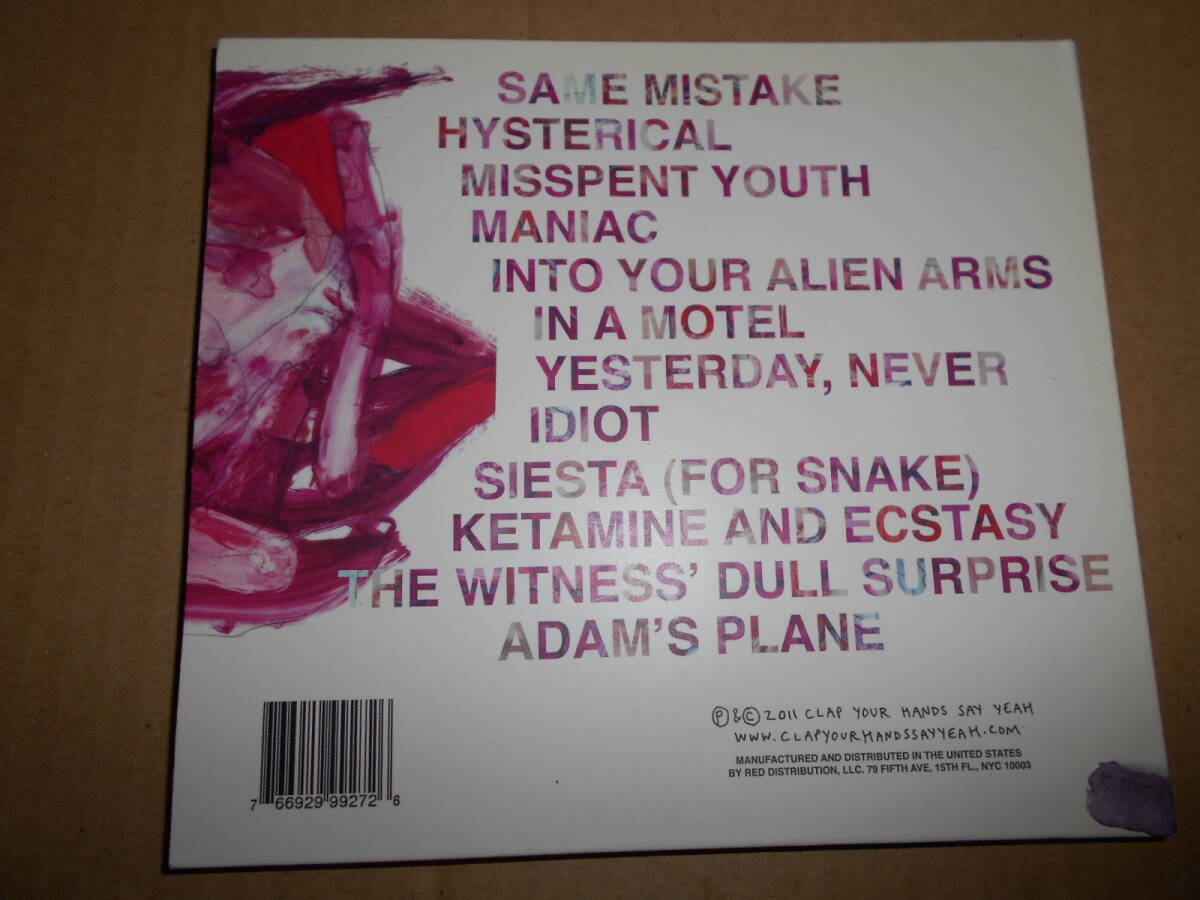 SAME MISTAKE
HYSTERICAL
MISSPENT YOUTH
MANIAC
INTO YOUR ALIEN ARMS
IN A MOTEL
YESTERDAY, NEVER
IDIOT
SIESTA (FOR SNAKE)
KETAMINE AND ECSTASY
THE WITNESS' DULL SURPRISE
ADAM'S PLANE
℗ & © 2011 CLAP YOUR HANDS SAY YEAH
WWW.CLAPYOURHANDSSAYYEAH.COM
MANUFACTURED AND DISTRIBUTED IN THE UNITED STATES
BY RED DISTRIBUTION, LLC. 79 FIFTH AVE, 15TH FL., NYC 10003
7 66929 99272 6